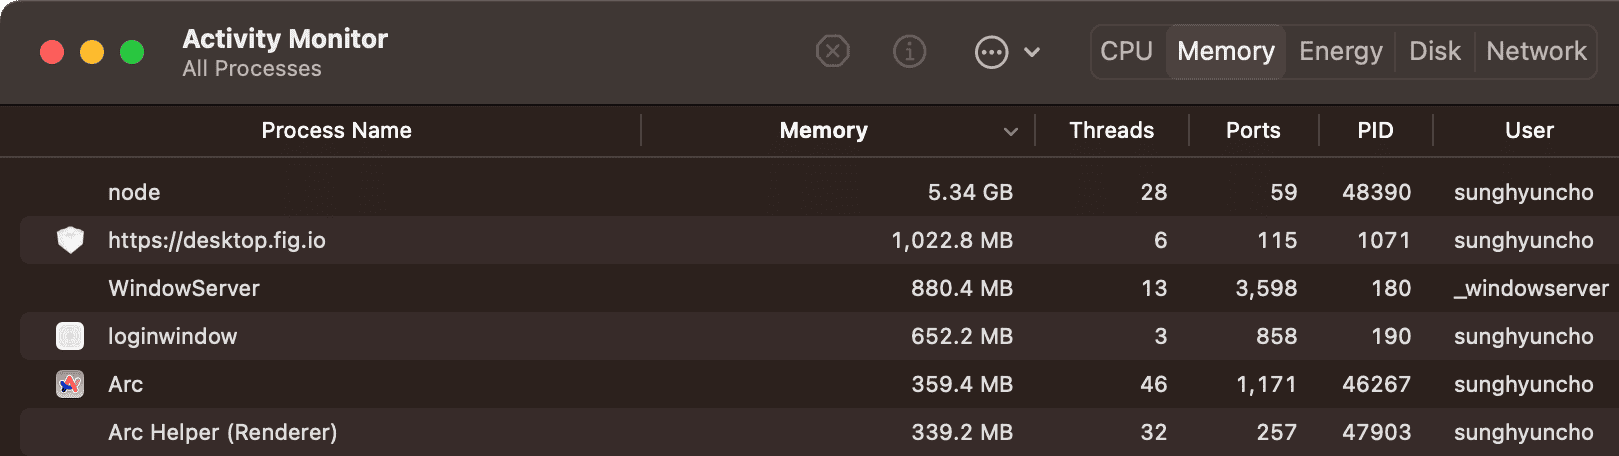 Activity Monitor
All Processes
CPU Memory Energy Disk Network
Process Name Memory Threads Ports PID User
node 5.34 GB 28 59 48390 sunghyuncho
https://desktop.fig.io 1,022.8 MB 6 115 1071 sunghyuncho
WindowServer 880.4 MB 13 3,598 180 _windowserver
loginwindow 652.2 MB 3 858 190 sunghyuncho
Arc 359.4 MB 46 1,171 46267 sunghyuncho
Arc Helper (Renderer) 339.2 MB 32 257 47903 sunghyuncho